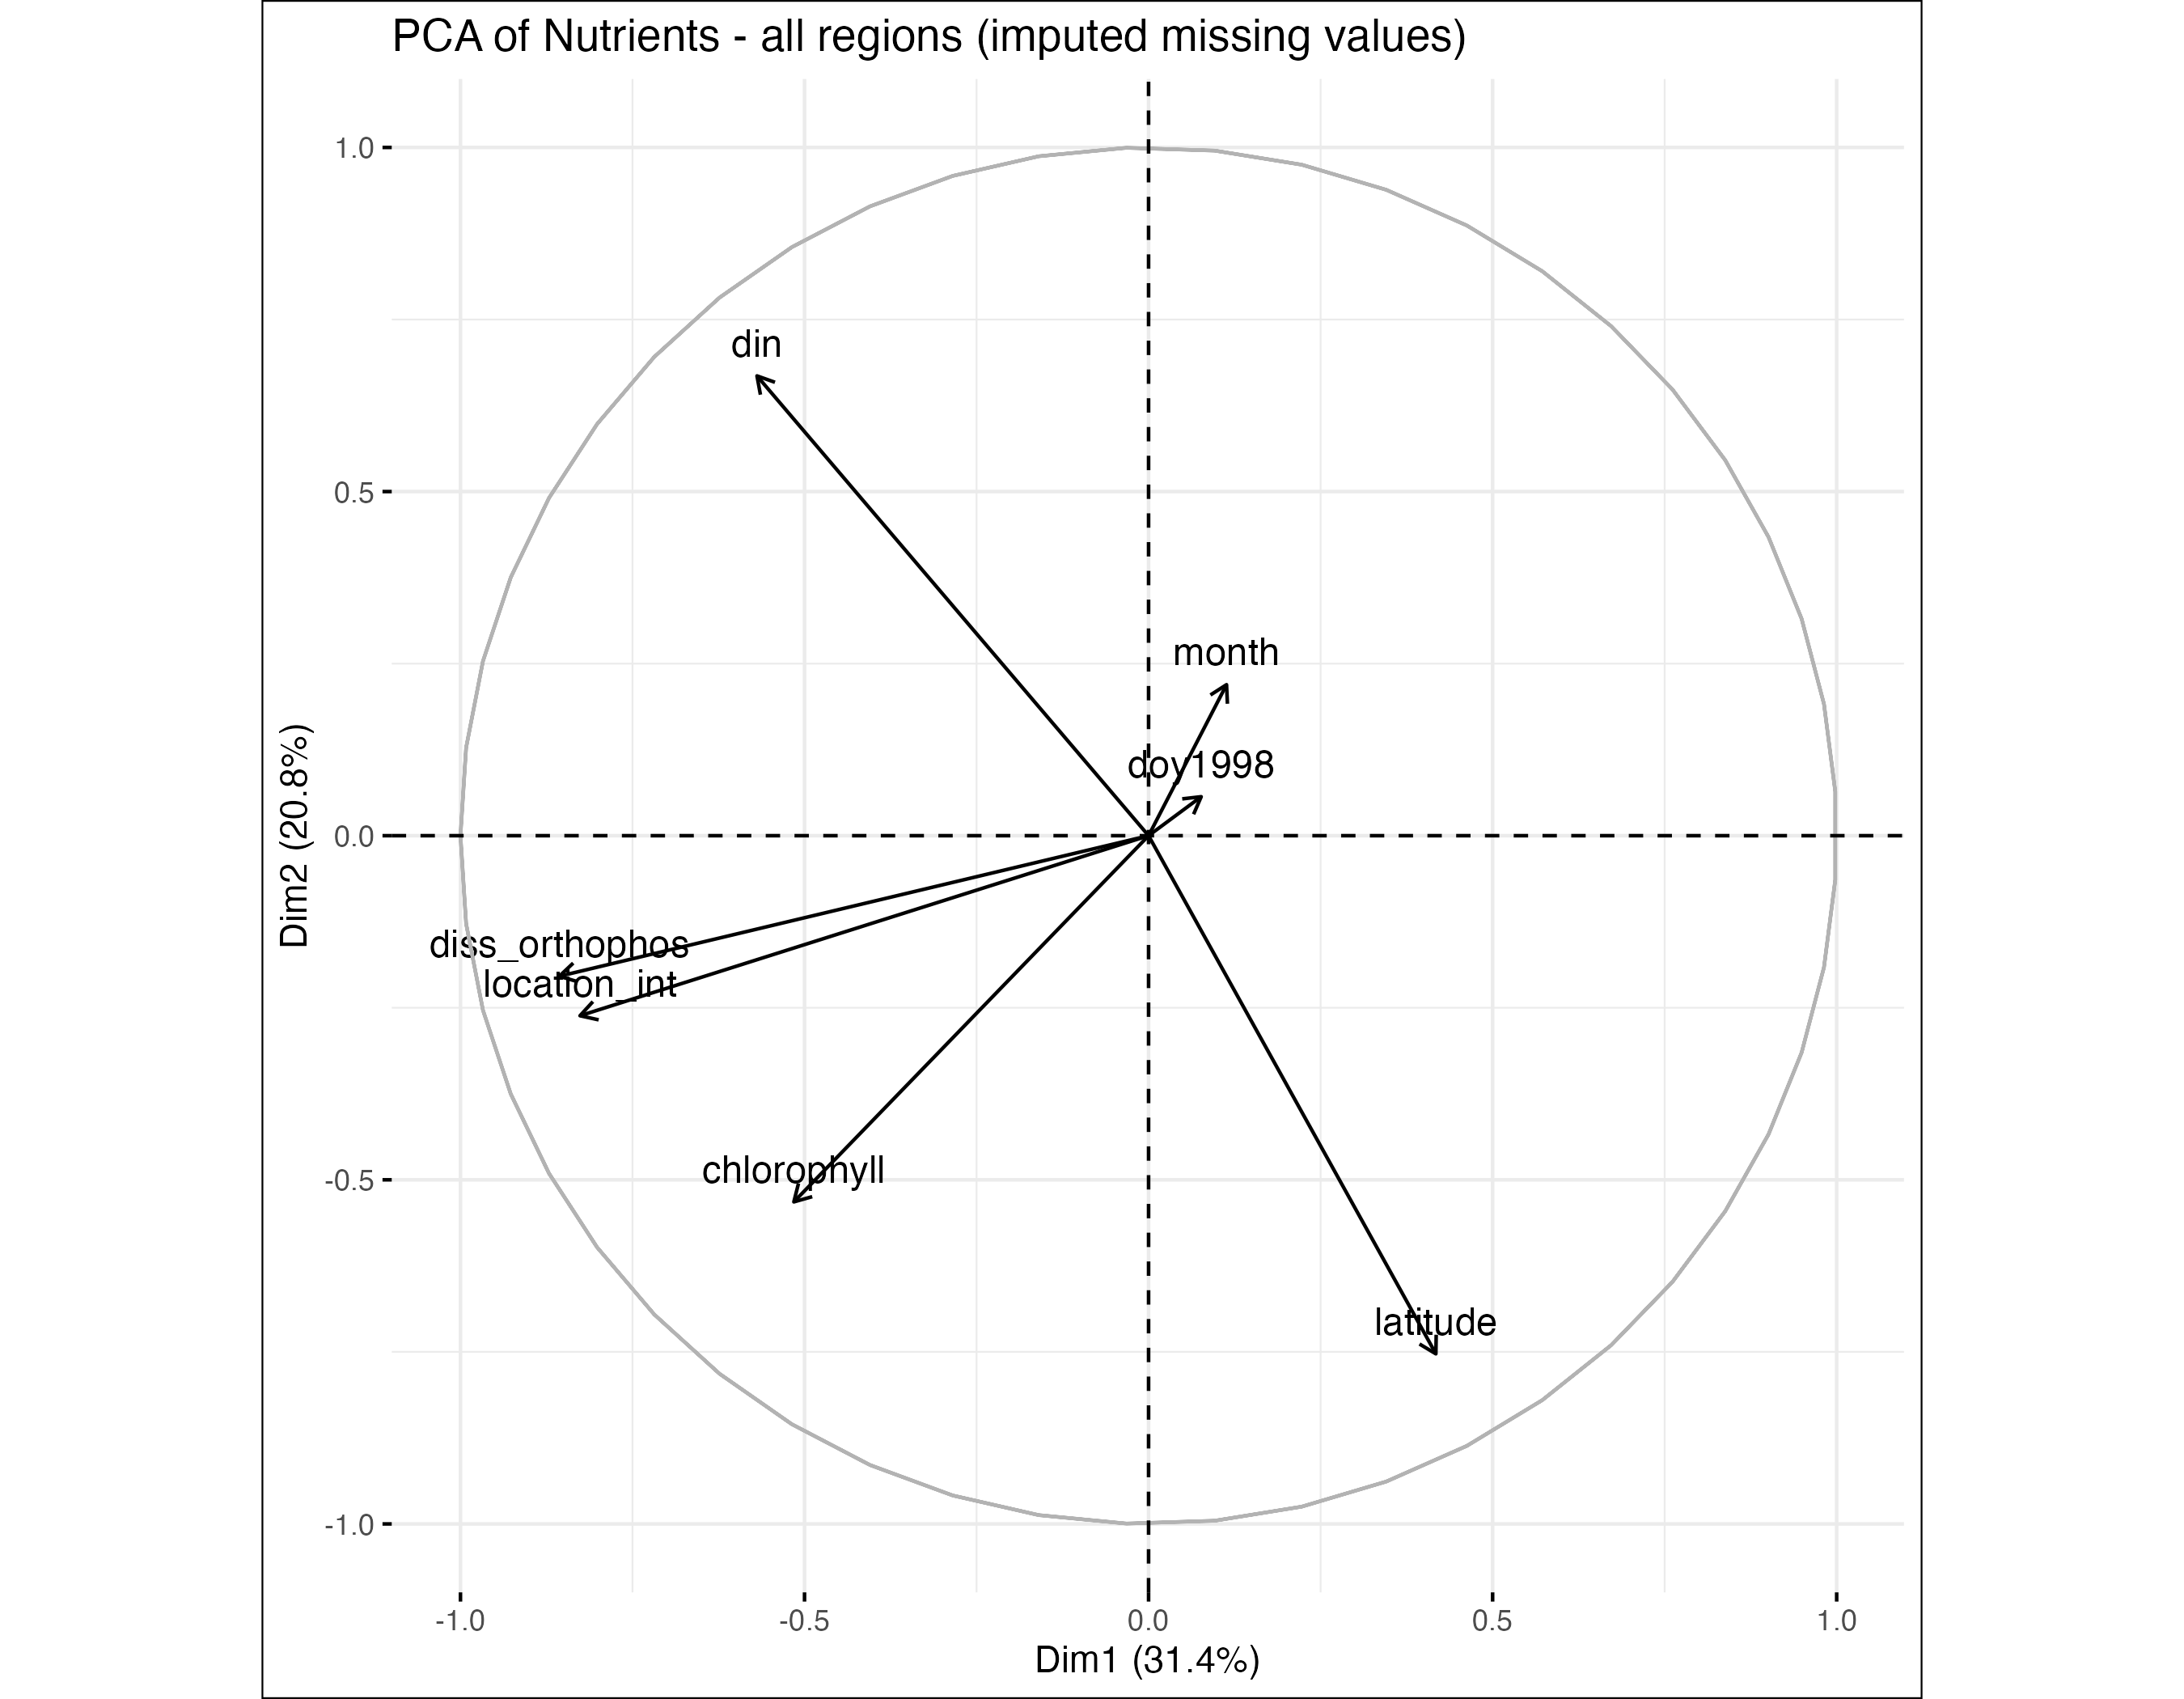 PCA of Nutrients - all regions (imputed missing values)
1.0
din
0.5
month
doy1998
0.0
Dim2 (20.8%)
diss_orthophos
location_int
chlorophyll
-0.5
latitude
-1.0
-1.0
-0.5
0.0
0.5
1.0
Dim1 (31.4%)